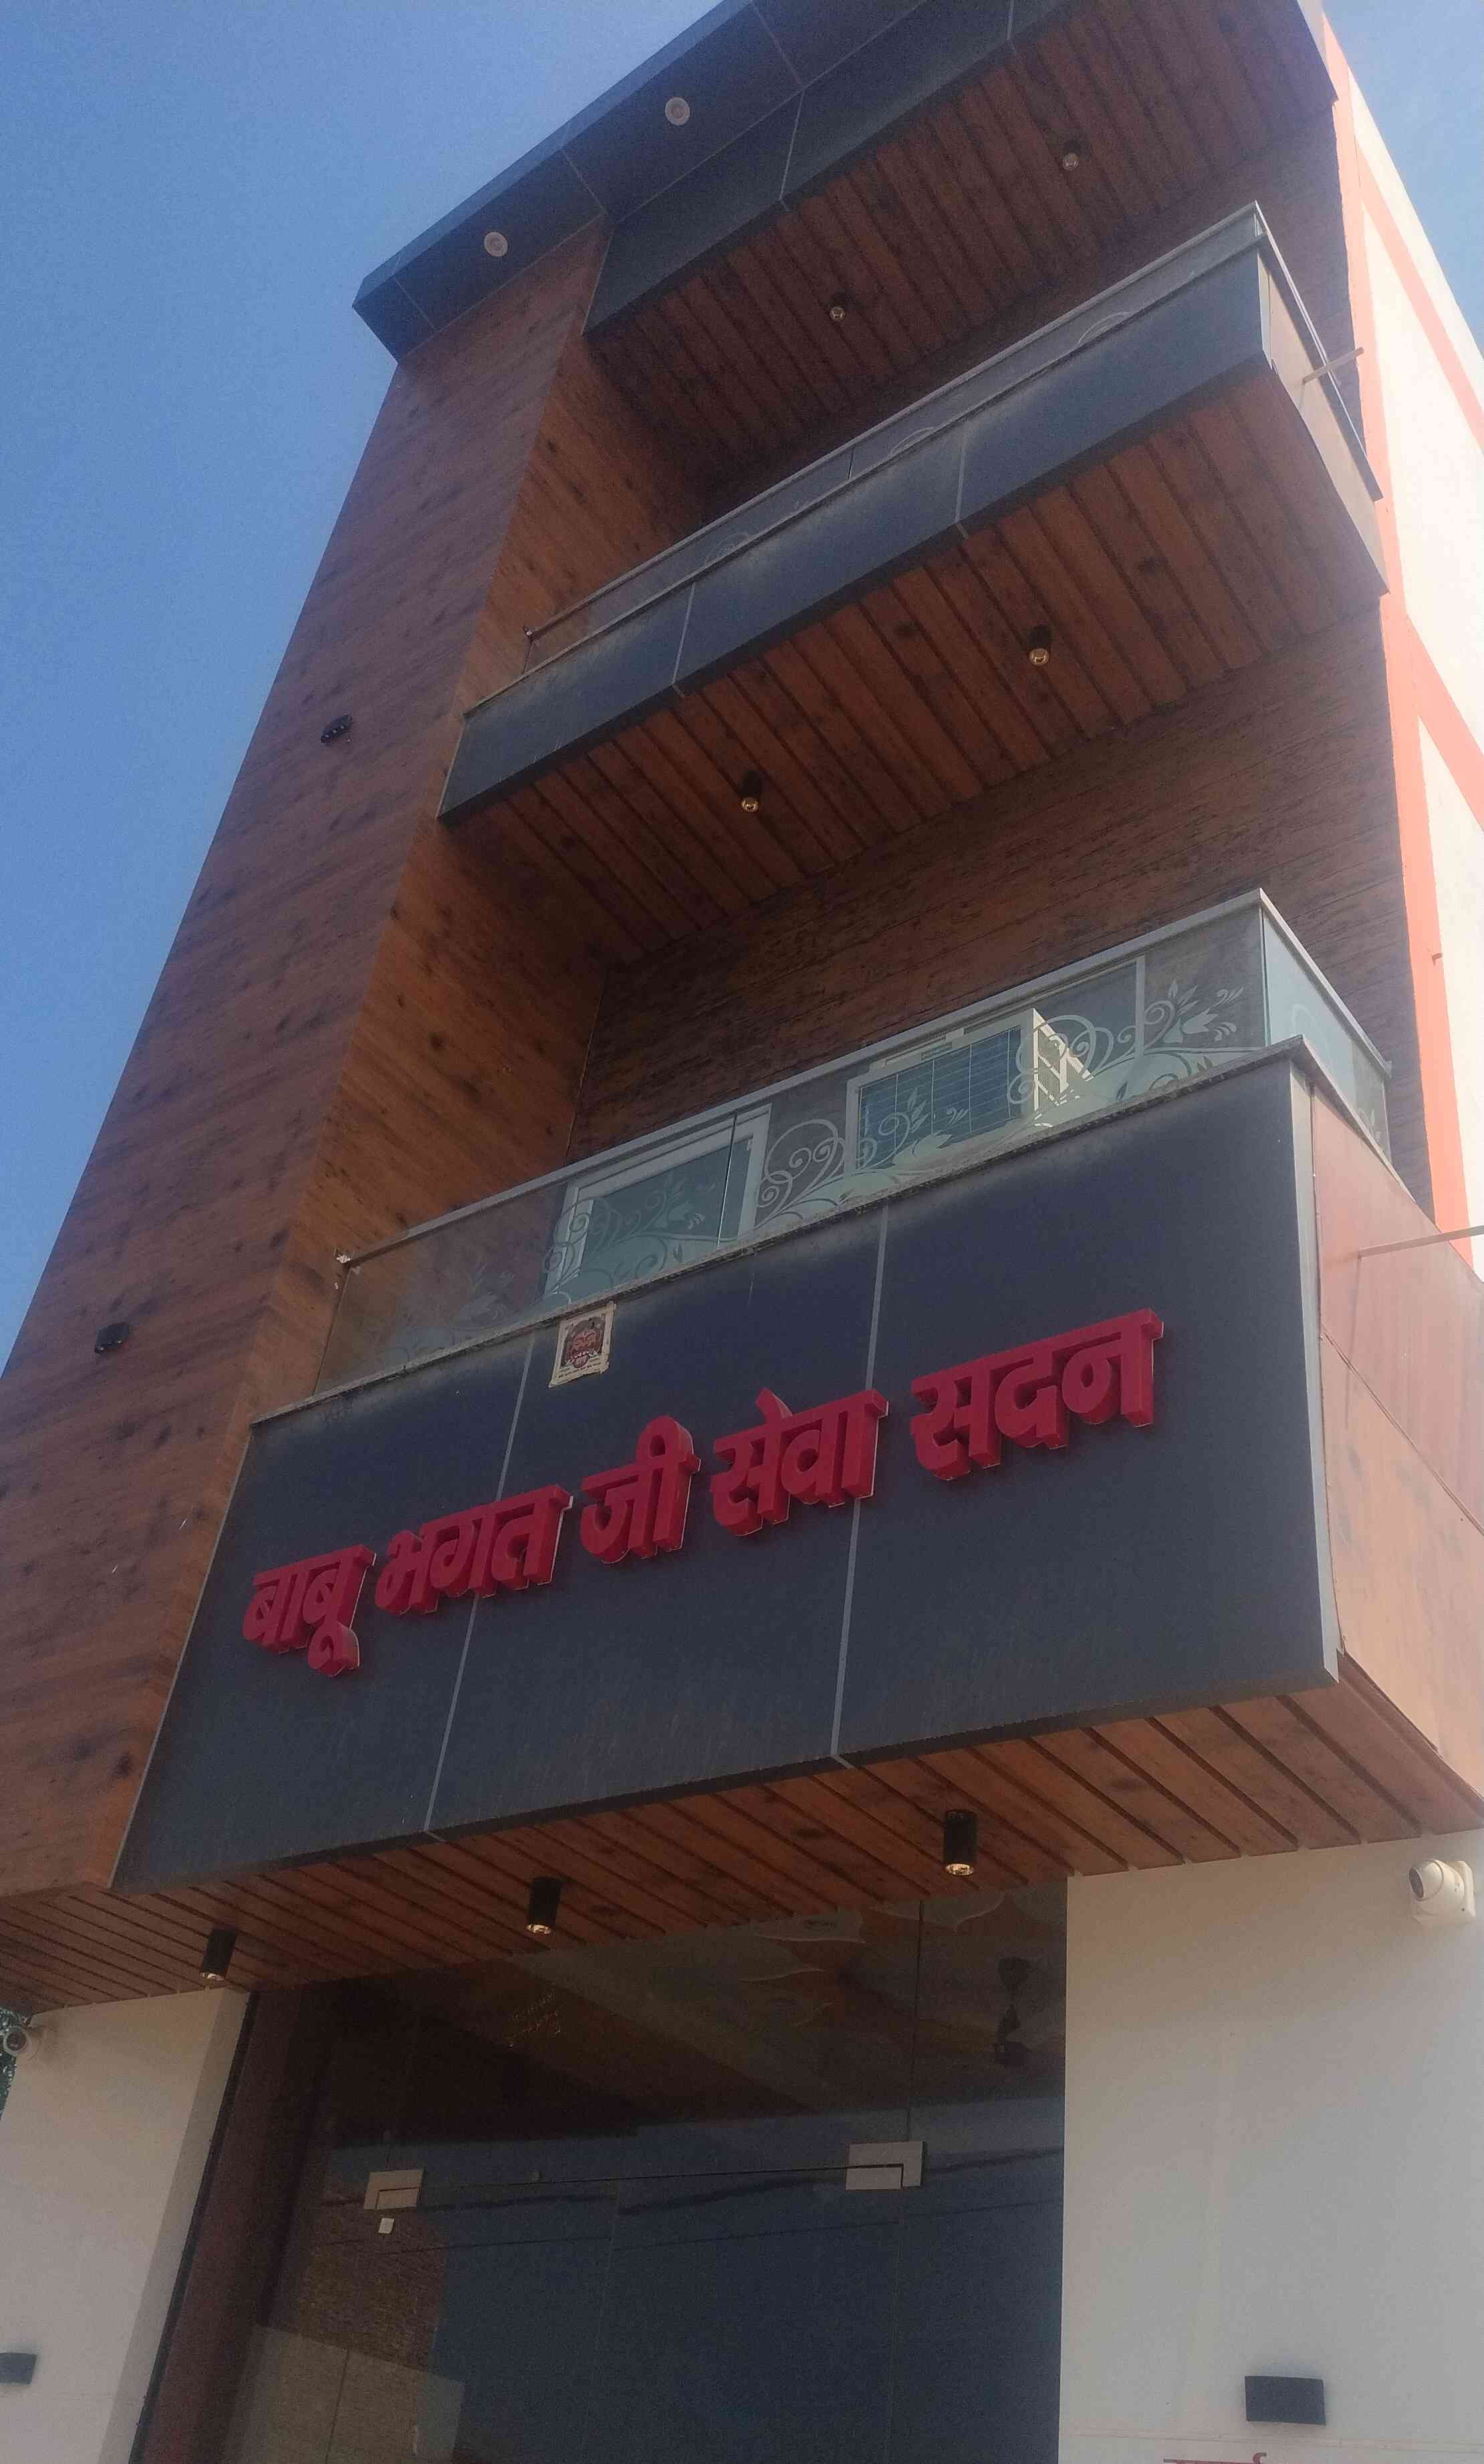 बाबू भगत जी सेवा सदन